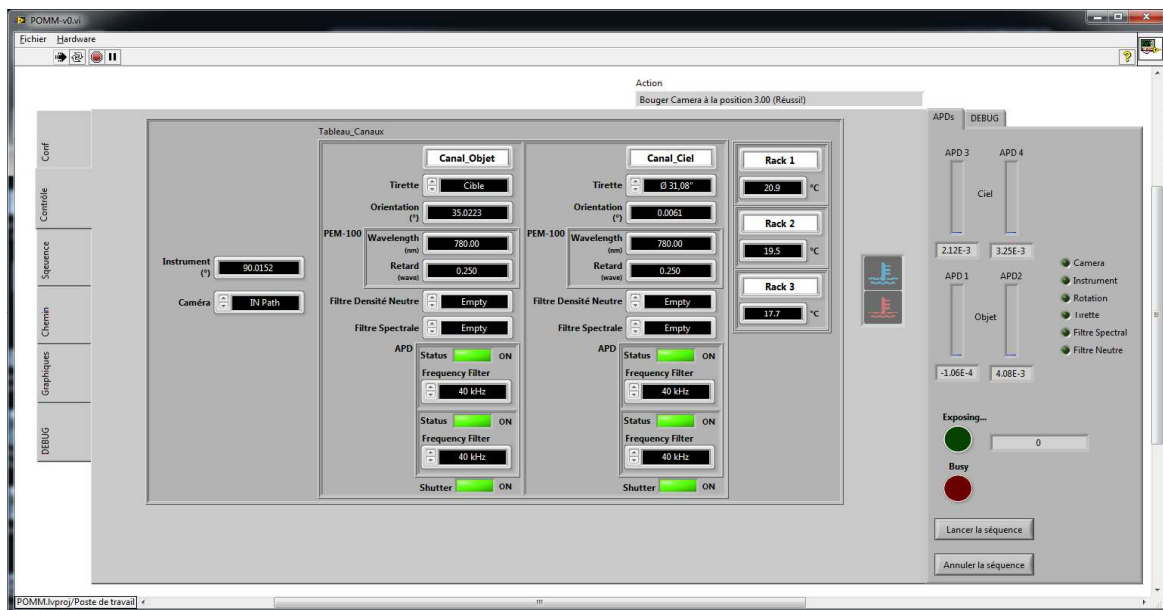 POMM-v0.vi
Fichier Hardware
Action
Bouger Camera à la position 3.00 (Réussi!)
Conf
Contrôle
Sqeuence
Chemin
Graphiques
DEBUG
Instrument
(°)
90.0152
Caméra
IN Path
Tableau_Canaux
Canal_Objet
Tirette
Cible
Orientation
(°)
35.0223
PEM-100
Wavelength
(nm)
780.00
Retard
(wave)
0.250
Filtre Densité Neutre
Empty
Filtre Spectrale
Empty
APD
Status
ON
Frequency Filter
40 kHz
Status
ON
Frequency Filter
40 kHz
Shutter
ON
Canal_Ciel
Tirette
Ø 31,08"
Orientation
(°)
0.0061
PEM-100
Wavelength
(nm)
780.00
Retard
(wave)
0.250
Filtre Densité Neutre
Empty
Filtre Spectrale
Empty
APD
Status
ON
Frequency Filter
40 kHz
Status
ON
Frequency Filter
40 kHz
Shutter
ON
Rack 1
20.9 °C
Rack 2
19.5 °C
Rack 3
17.7 °C
APDs DEBUG
APD 3 APD 4
Ciel
2.12E-3 3.25E-3
APD 1 APD2
Objet
-1.06E-4 4.08E-3
Camera
Instrument
Rotation
Tirette
Filtre Spectral
Filtre Neutre
Exposing...
0
Busy
Lancer la séquence
Annuler la séquence
POMM.lvproj/Poste de travail